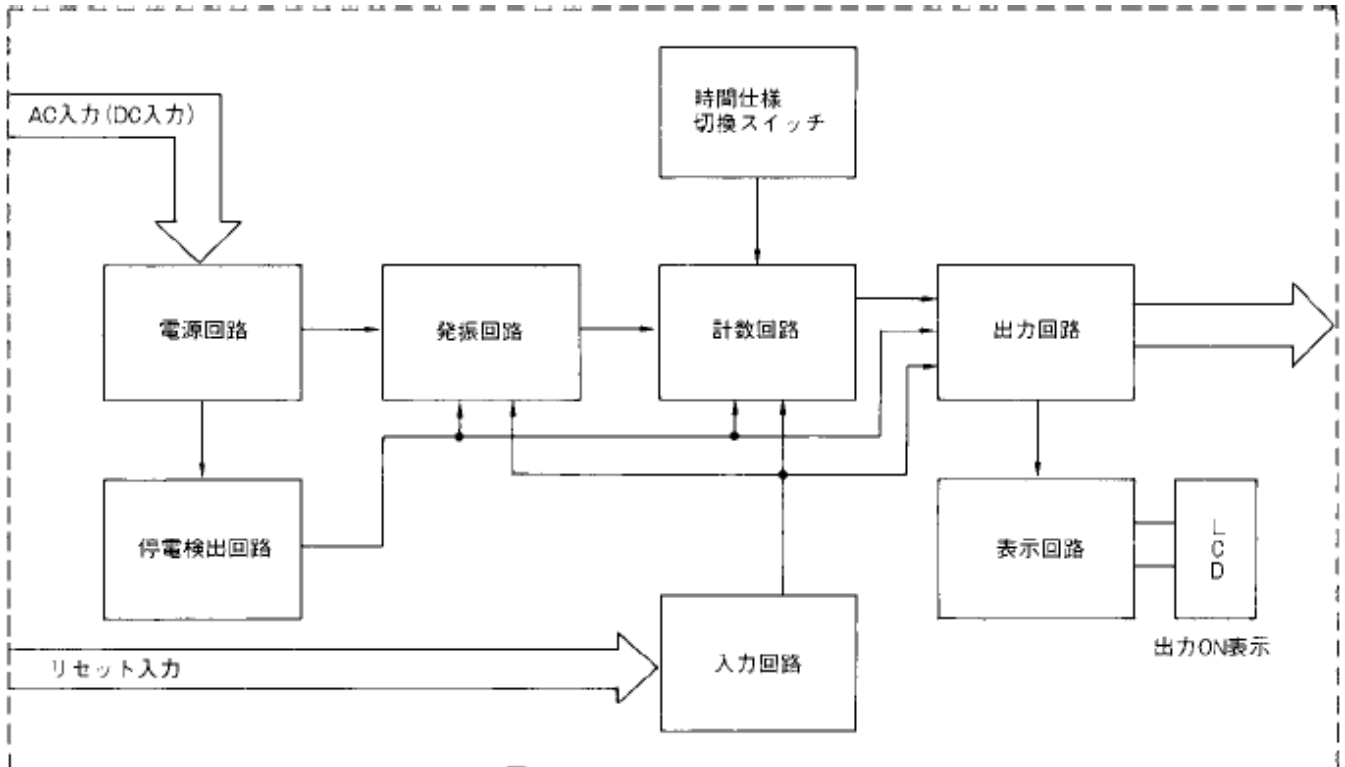 時間仕様
切換スイッチ
AC入力(DC入力)
電源回路
発振回路
計数回路
出力回路
停電検出回路
表示回路
LCD
出力ON表示
リセット入力
入力回路